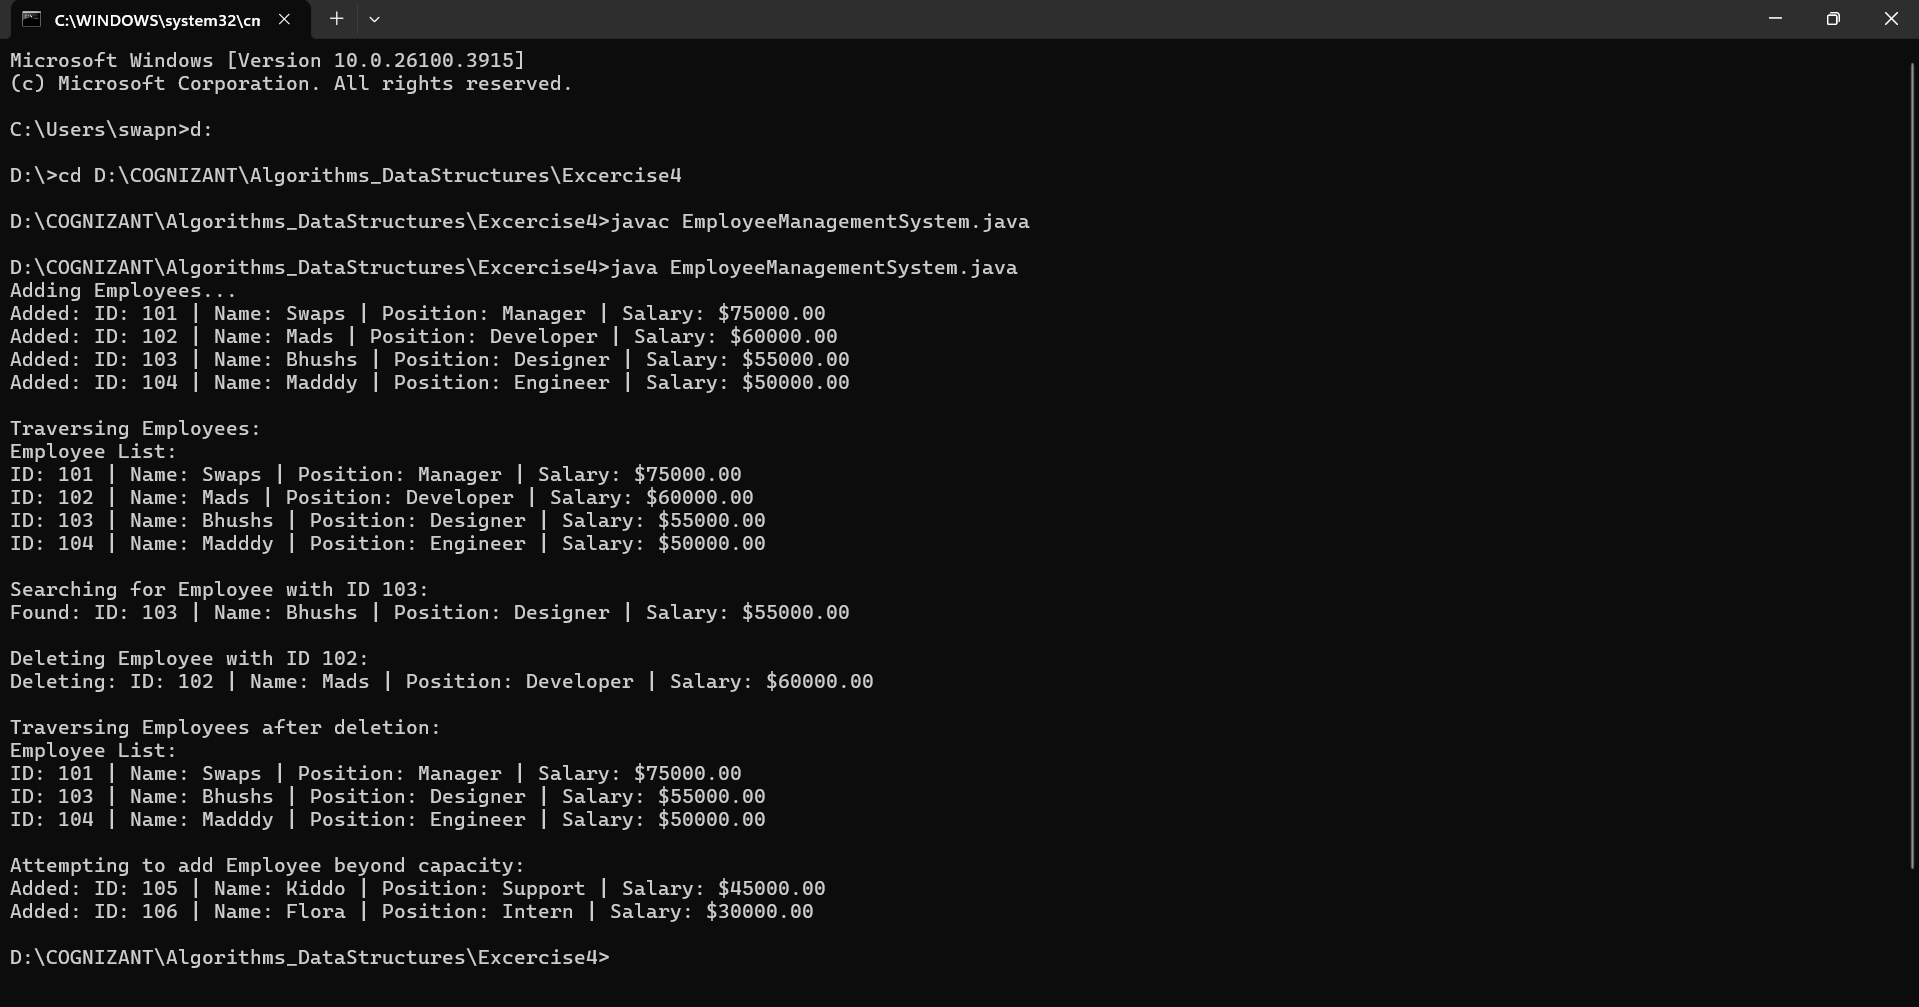 C:\WINDOWS\system32\cn
Microsoft Windows [Version 10.0.26100.3915]
(c) Microsoft Corporation. All rights reserved.
C:\Users\swapn>d:
D:\>cd D:\COGNIZANT\Algorithms_DataStructures\Excercise4
D:\COGNIZANT\Algorithms_DataStructures\Excercise4>javac EmployeeManagementSystem.java
D:\COGNIZANT\Algorithms_DataStructures\Excercise4>java EmployeeManagementSystem.java
Adding Employees...
Added: ID: 101 | Name: Swaps | Position: Manager | Salary: $75000.00
Added: ID: 102 | Name: Mads | Position: Developer | Salary: $60000.00
Added: ID: 103 | Name: Bhushs | Position: Designer | Salary: $55000.00
Added: ID: 104 | Name: Madddy | Position: Engineer | Salary: $50000.00
Traversing Employees:
Employee List:
ID: 101 | Name: Swaps | Position: Manager | Salary: $75000.00
ID: 102 | Name: Mads | Position: Developer | Salary: $60000.00
ID: 103 | Name: Bhushs | Position: Designer | Salary: $55000.00
ID: 104 | Name: Madddy | Position: Engineer | Salary: $50000.00
Searching for Employee with ID 103:
Found: ID: 103 | Name: Bhushs | Position: Designer | Salary: $55000.00
Deleting Employee with ID 102:
Deleting: ID: 102 | Name: Mads | Position: Developer | Salary: $60000.00
Traversing Employees after deletion:
Employee List:
ID: 101 | Name: Swaps | Position: Manager | Salary: $75000.00
ID: 103 | Name: Bhushs | Position: Designer | Salary: $55000.00
ID: 104 | Name: Madddy | Position: Engineer | Salary: $50000.00
Attempting to add Employee beyond capacity:
Added: ID: 105 | Name: Kiddo | Position: Support | Salary: $45000.00
Added: ID: 106 | Name: Flora | Position: Intern | Salary: $30000.00
D:\COGNIZANT\Algorithms_DataStructures\Excercise4>